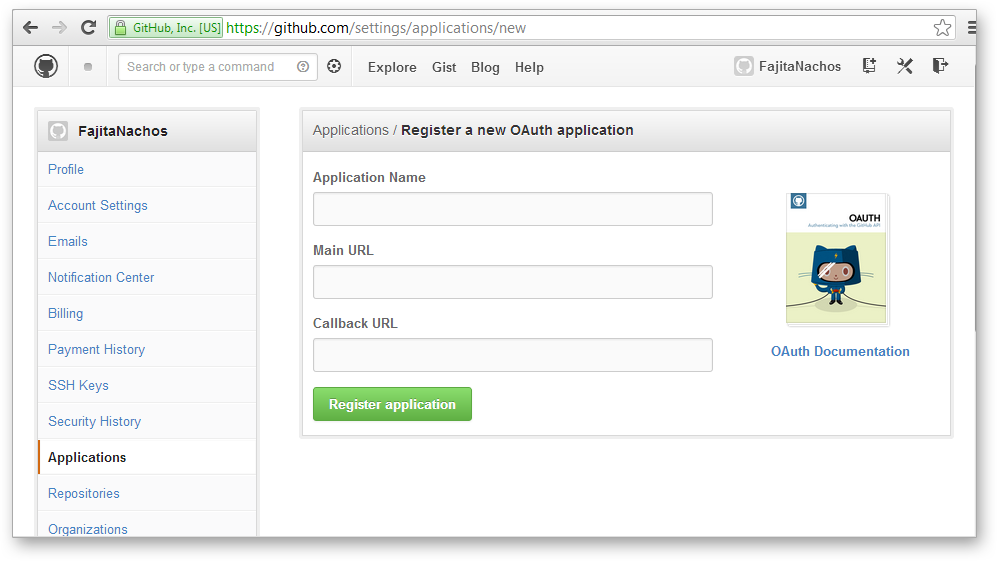 GitHub, Inc. [US] https://github.com/settings/applications/new
Search or type a command Explore Gist Blog Help FajitaNachos
FajitaNachos
Profile
Account Settings
Emails
Notification Center
Billing
Payment History
SSH Keys
Security History
Applications
Repositories
Organizations
Applications / Register a new OAuth application
Application Name
Main URL
Callback URL
Register application
OAUTH
Authenticating with the GitHub API
OAuth Documentation